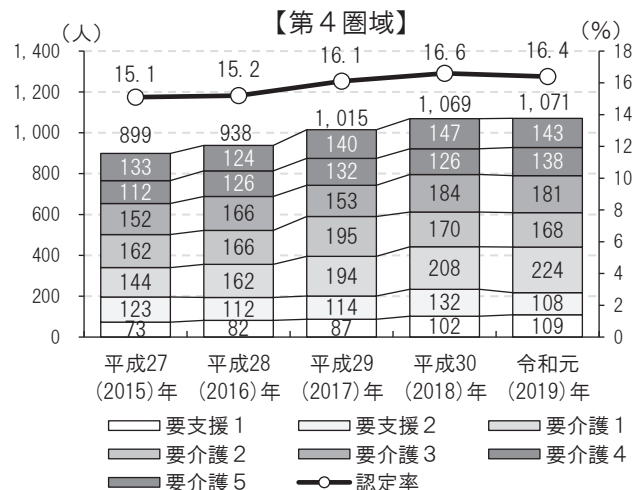 【第４圏域】
（人） （%）
1,400 18
1,200 16
1,000 14
800 12
600 10
400 8
200 6
0 4
2
0
15.1 15.2 16.1 16.6 16.4
899 938 1,015 1,069 1,071
133 124 140 147 143
112 126 132 126 138
152 166 153 184 181
162 166 195 170 168
144 162 194 208 224
123 112 114 132 108
73 82 87 102 109
平成27 平成28 平成29 平成30 令和元
（2015）年 （2016）年 （2017）年 （2018）年 （2019）年
要支援１ 要支援２ 要介護１
要介護２ 要介護３ 要介護４
要介護５ 認定率